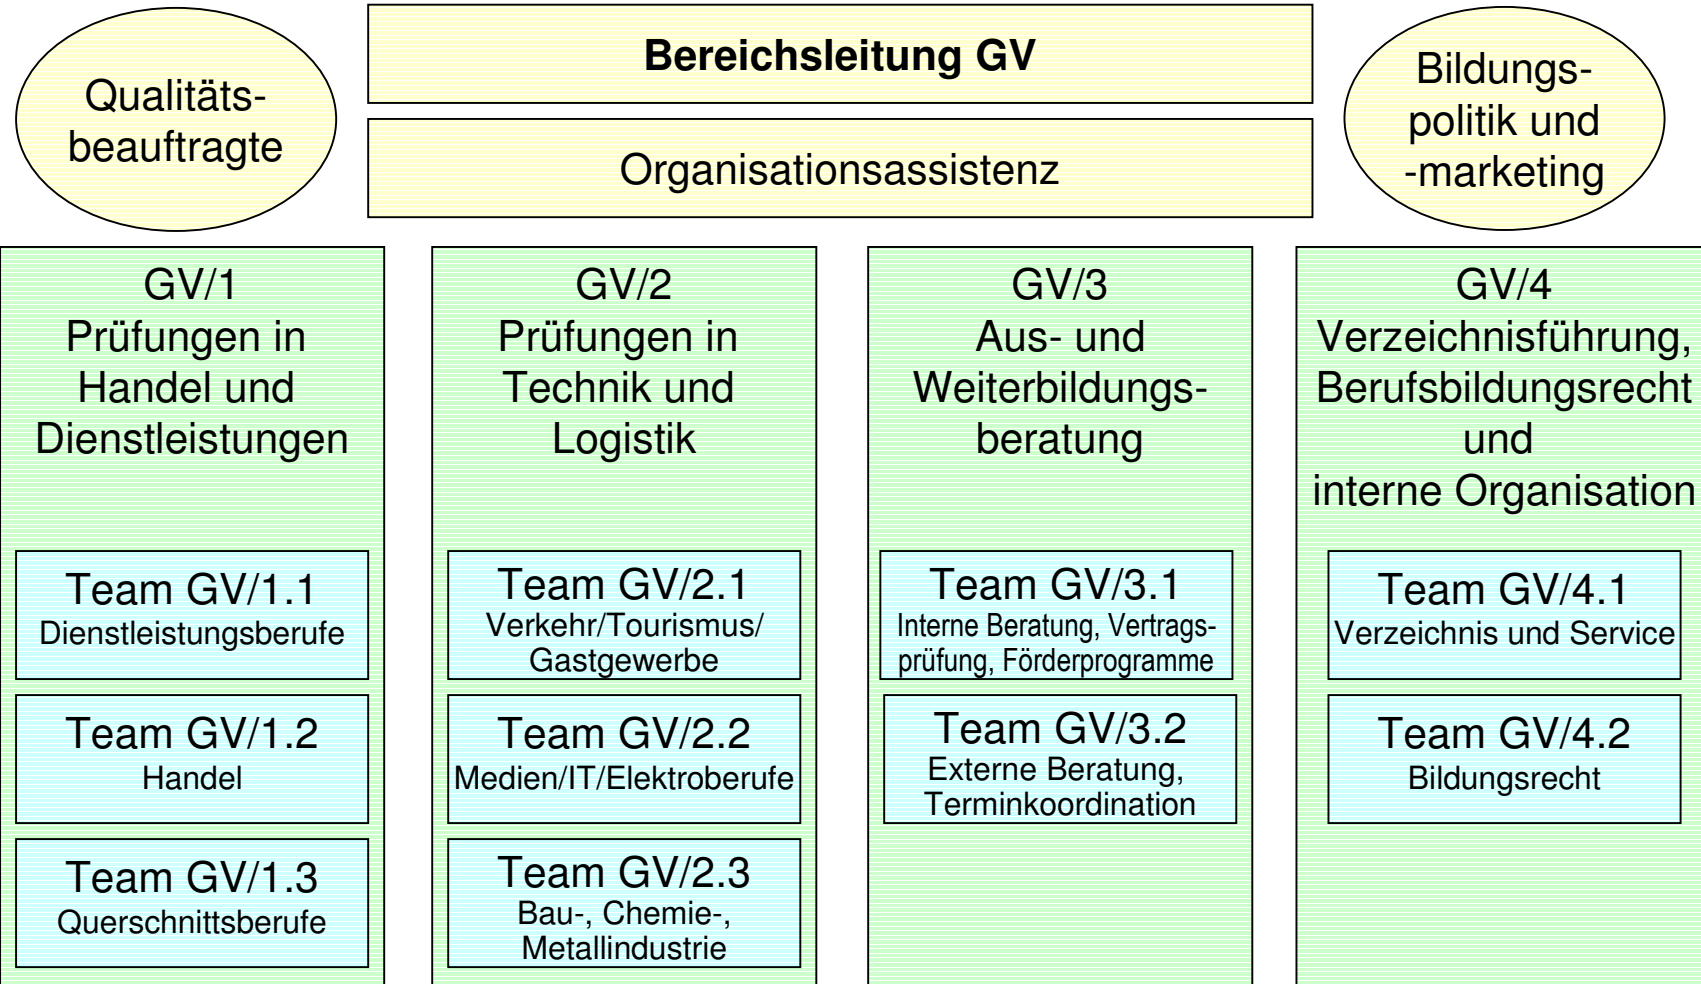 Qualitäts-
beauftragte
Bereichsleitung GV
Organisationsassistenz
Bildungs-
politik und
-marketing
GV/1
Prüfungen in
Handel und
Dienstleistungen
Team GV/1.1
Dienstleistungsberufe
Team GV/1.2
Handel
Team GV/1.3
Querschnittsberufe
GV/2
Prüfungen in
Technik und
Logistik
Team GV/2.1
Verkehr/Tourismus/
Gastgewerbe
Team GV/2.2
Medien/IT/Elektroberufe
Team GV/2.3
Bau-, Chemie-,
Metallindustrie
GV/3
Aus- und
Weiterbildungs-
beratung
Team GV/3.1
Interne Beratung, Vertrags-
prüfung, Förderprogramme
Team GV/3.2
Externe Beratung,
Terminkoordination
GV/4
Verzeichnisführung,
Berufsbildungsrecht
und
interne Organisation
Team GV/4.1
Verzeichnis und Service
Team GV/4.2
Bildungsrecht